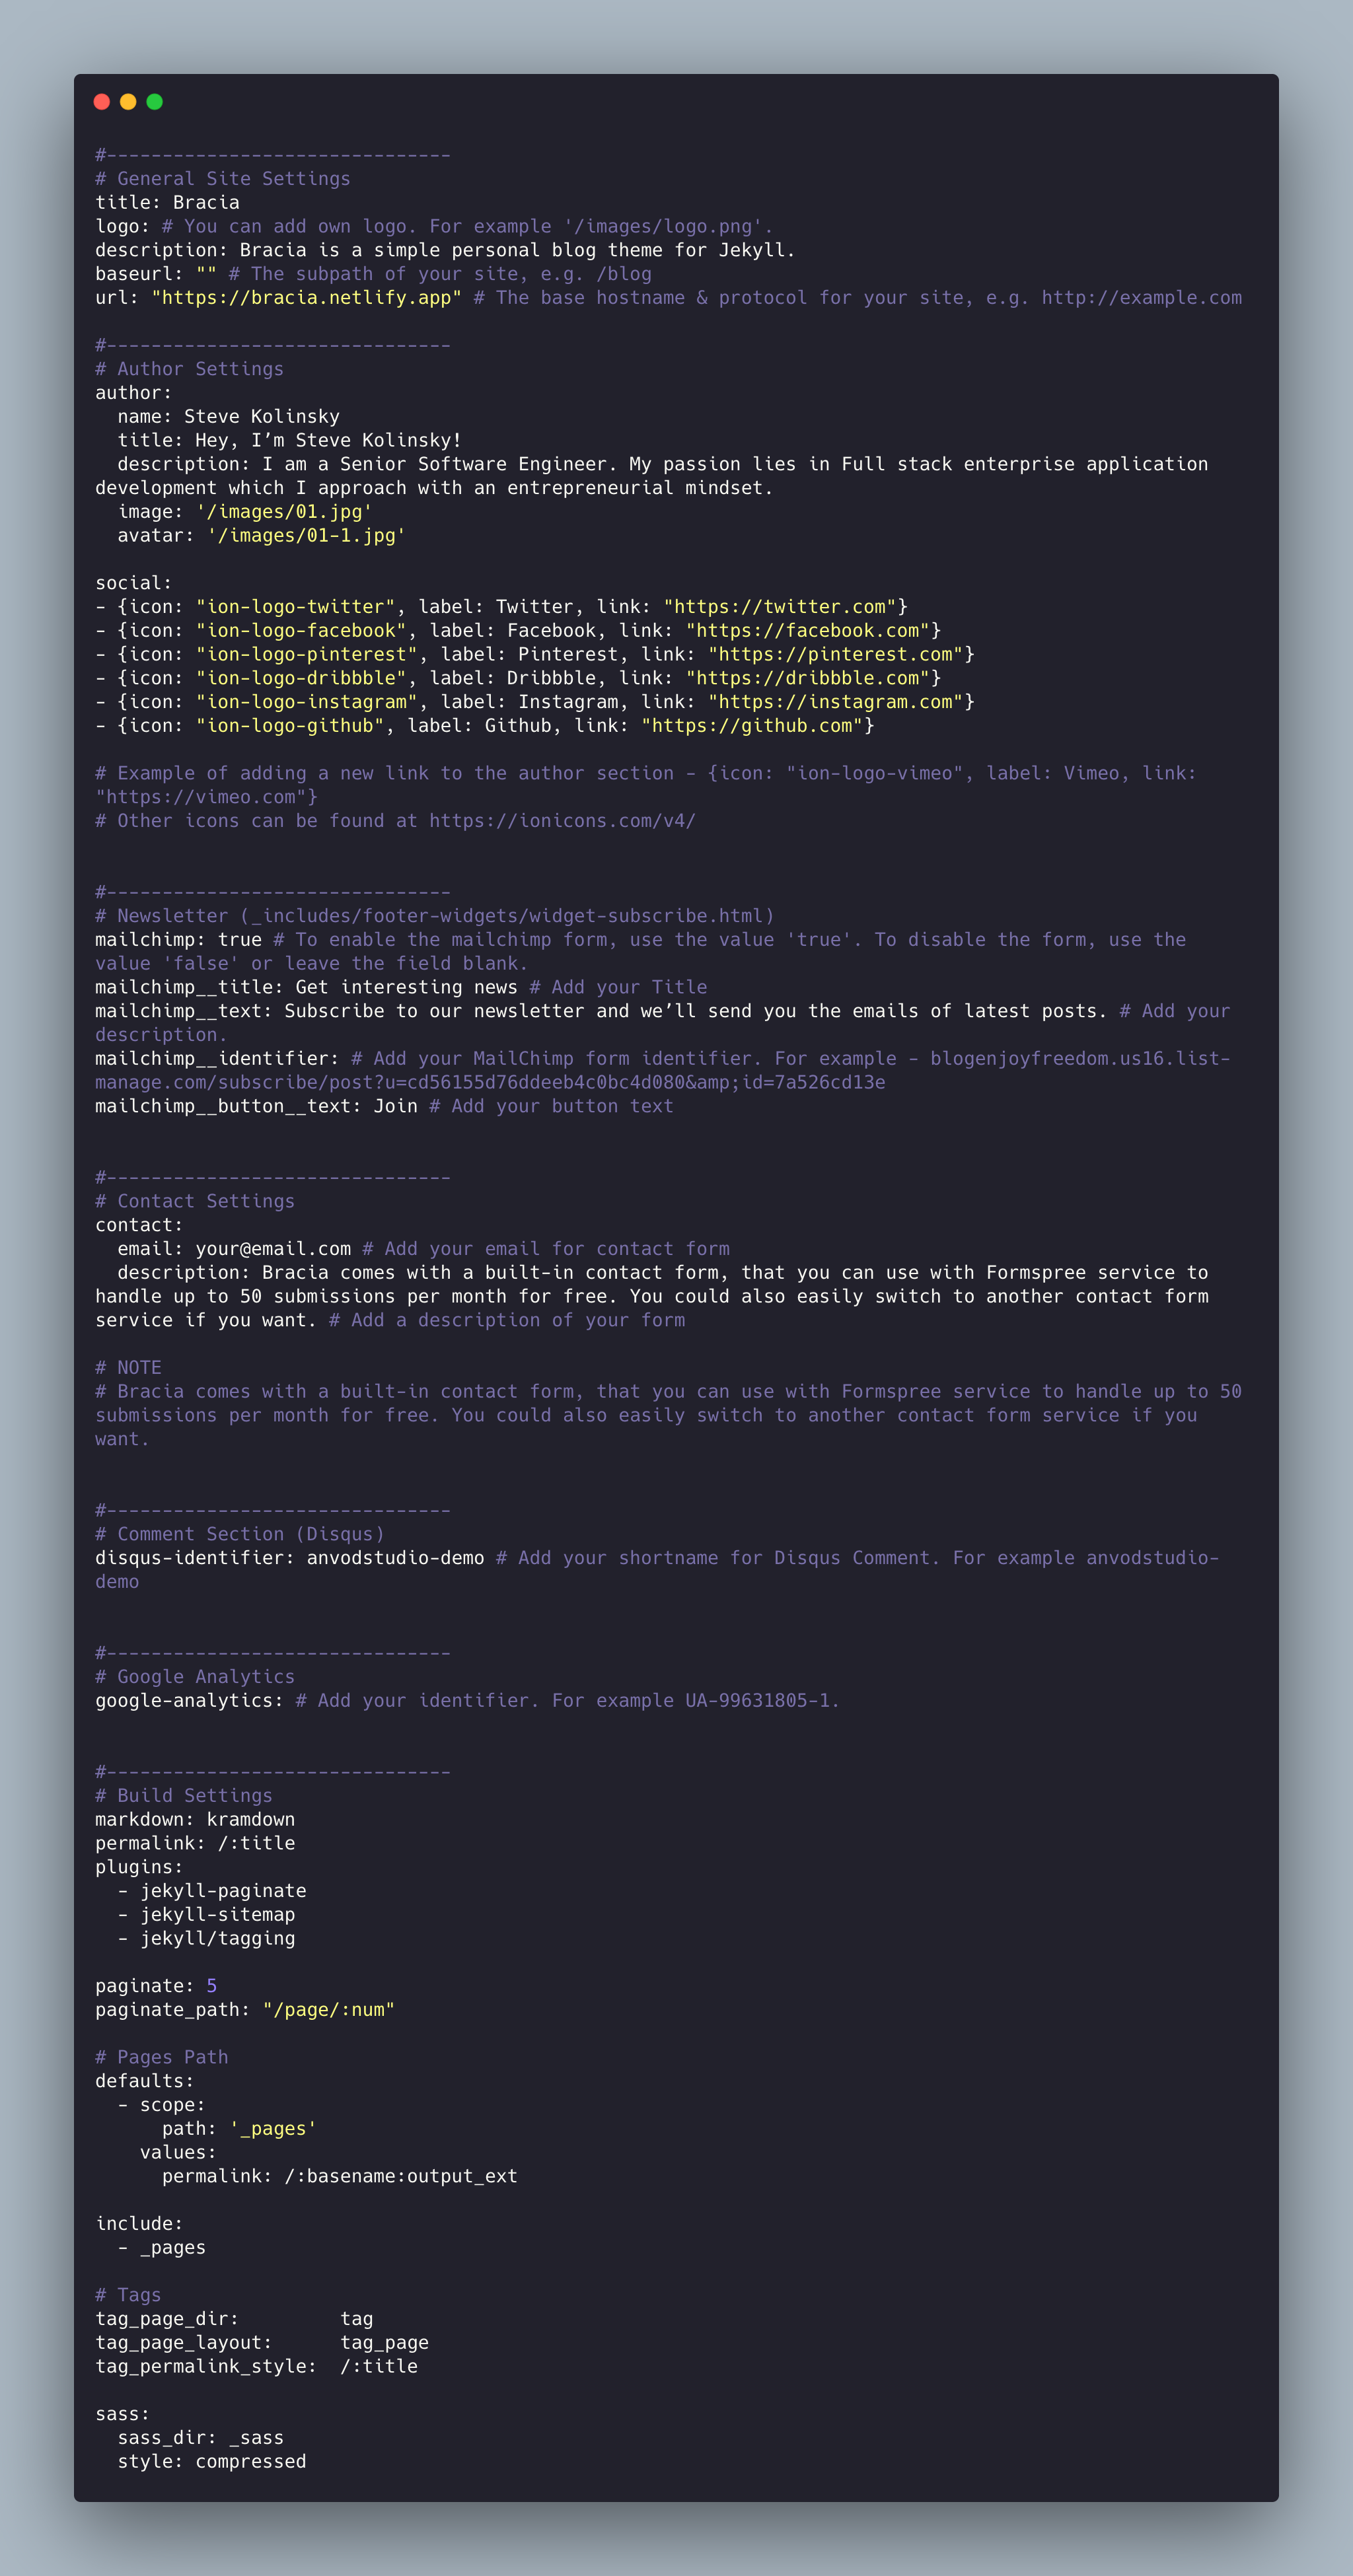 #-------------------------------
# General Site Settings
title: Bracia
logo: # You can add own logo. For example '/images/logo.png'.
description: Bracia is a simple personal blog theme for Jekyll.
baseurl: "" # The subpath of your site, e.g. /blog
url: "https://bracia.netlify.app" # The base hostname & protocol for your site, e.g. http://example.com

#-------------------------------
# Author Settings
author:
  name: Steve Kolinsky
  title: Hey, I’m Steve Kolinsky!
  description: I am a Senior Software Engineer. My passion lies in Full stack enterprise application
development which I approach with an entrepreneurial mindset.
  image: '/images/01.jpg'
  avatar: '/images/01-1.jpg'

social:
- {icon: "ion-logo-twitter", label: Twitter, link: "https://twitter.com"}
- {icon: "ion-logo-facebook", label: Facebook, link: "https://facebook.com"}
- {icon: "ion-logo-pinterest", label: Pinterest, link: "https://pinterest.com"}
- {icon: "ion-logo-dribbble", label: Dribbble, link: "https://dribbble.com"}
- {icon: "ion-logo-instagram", label: Instagram, link: "https://instagram.com"}
- {icon: "ion-logo-github", label: Github, link: "https://github.com"}

# Example of adding a new link to the author section - {icon: "ion-logo-vimeo", label: Vimeo, link:
"https://vimeo.com"}
# Other icons can be found at https://ionicons.com/v4/


#-------------------------------
# Newsletter (_includes/footer-widgets/widget-subscribe.html)
mailchimp: true # To enable the mailchimp form, use the value 'true'. To disable the form, use the
value 'false' or leave the field blank.
mailchimp__title: Get interesting news # Add your Title
mailchimp__text: Subscribe to our newsletter and we’ll send you the emails of latest posts. # Add your
description.
mailchimp__identifier: # Add your MailChimp form identifier. For example - blogenjoyfreedom.us16.list-
manage.com/subscribe/post?u=cd56155d76ddeeb4c0bc4d080&amp;id=7a526cd13e
mailchimp__button__text: Join # Add your button text


#-------------------------------
# Contact Settings
contact:
  email: your@email.com # Add your email for contact form
  description: Bracia comes with a built-in contact form, that you can use with Formspree service to
handle up to 50 submissions per month for free. You could also easily switch to another contact form
service if you want. # Add a description of your form

# NOTE
# Bracia comes with a built-in contact form, that you can use with Formspree service to handle up to 50
submissions per month for free. You could also easily switch to another contact form service if you
want.


#-------------------------------
# Comment Section (Disqus)
disqus-identifier: anvodstudio-demo # Add your shortname for Disqus Comment. For example anvodstudio-
demo


#-------------------------------
# Google Analytics
google-analytics: # Add your identifier. For example UA-99631805-1.


#-------------------------------
# Build Settings
markdown: kramdown
permalink: /:title
plugins:
  - jekyll-paginate
  - jekyll-sitemap
  - jekyll/tagging

paginate: 5
paginate_path: "/page/:num"

# Pages Path
defaults:
  - scope:
      path: '_pages'
    values:
      permalink: /:basename:output_ext

include:
  - _pages

# Tags
tag_page_dir:         tag
tag_page_layout:      tag_page
tag_permalink_style:  /:title

sass:
  sass_dir: _sass
  style: compressed